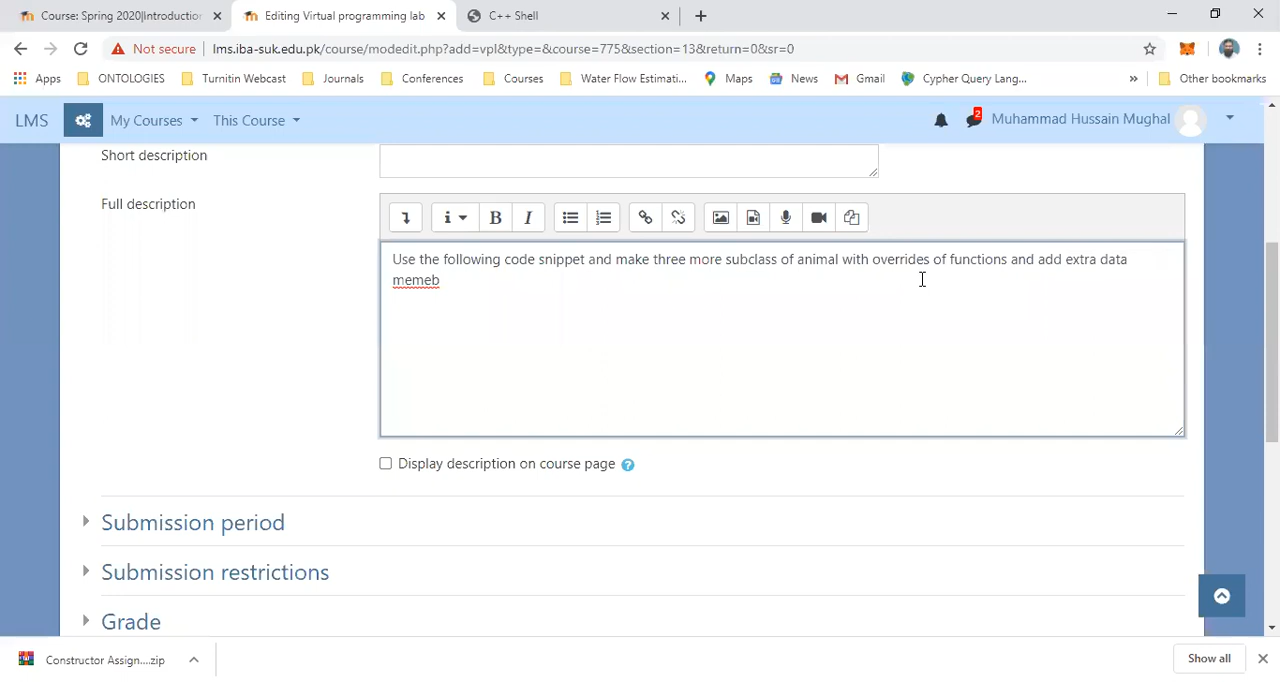 Course: Spring 2020|Introduction
Editing Virtual programming lab
C++ Shell
Not secure
lms.iba-suk.edu.pk/course/modedit.php?add=vpl&type=&course=775&section=13&return=0&sr=0
Apps
ONTOLOGIES
Turnitin Webcast
Journals
Conferences
Courses
Water Flow Estimati...
Maps
News
Gmail
Cypher Query Lang...
»
Other bookmarks
LMS
My Courses
This Course
2
Muhammad Hussain Mughal
Short description
Full description
i
B
I
Use the following code snippet and make three more subclass of animal with overrides of functions and add extra data
memeb
Display description on course page
?
Submission period
Submission restrictions
Grade
Constructor Assign....zip
Show all